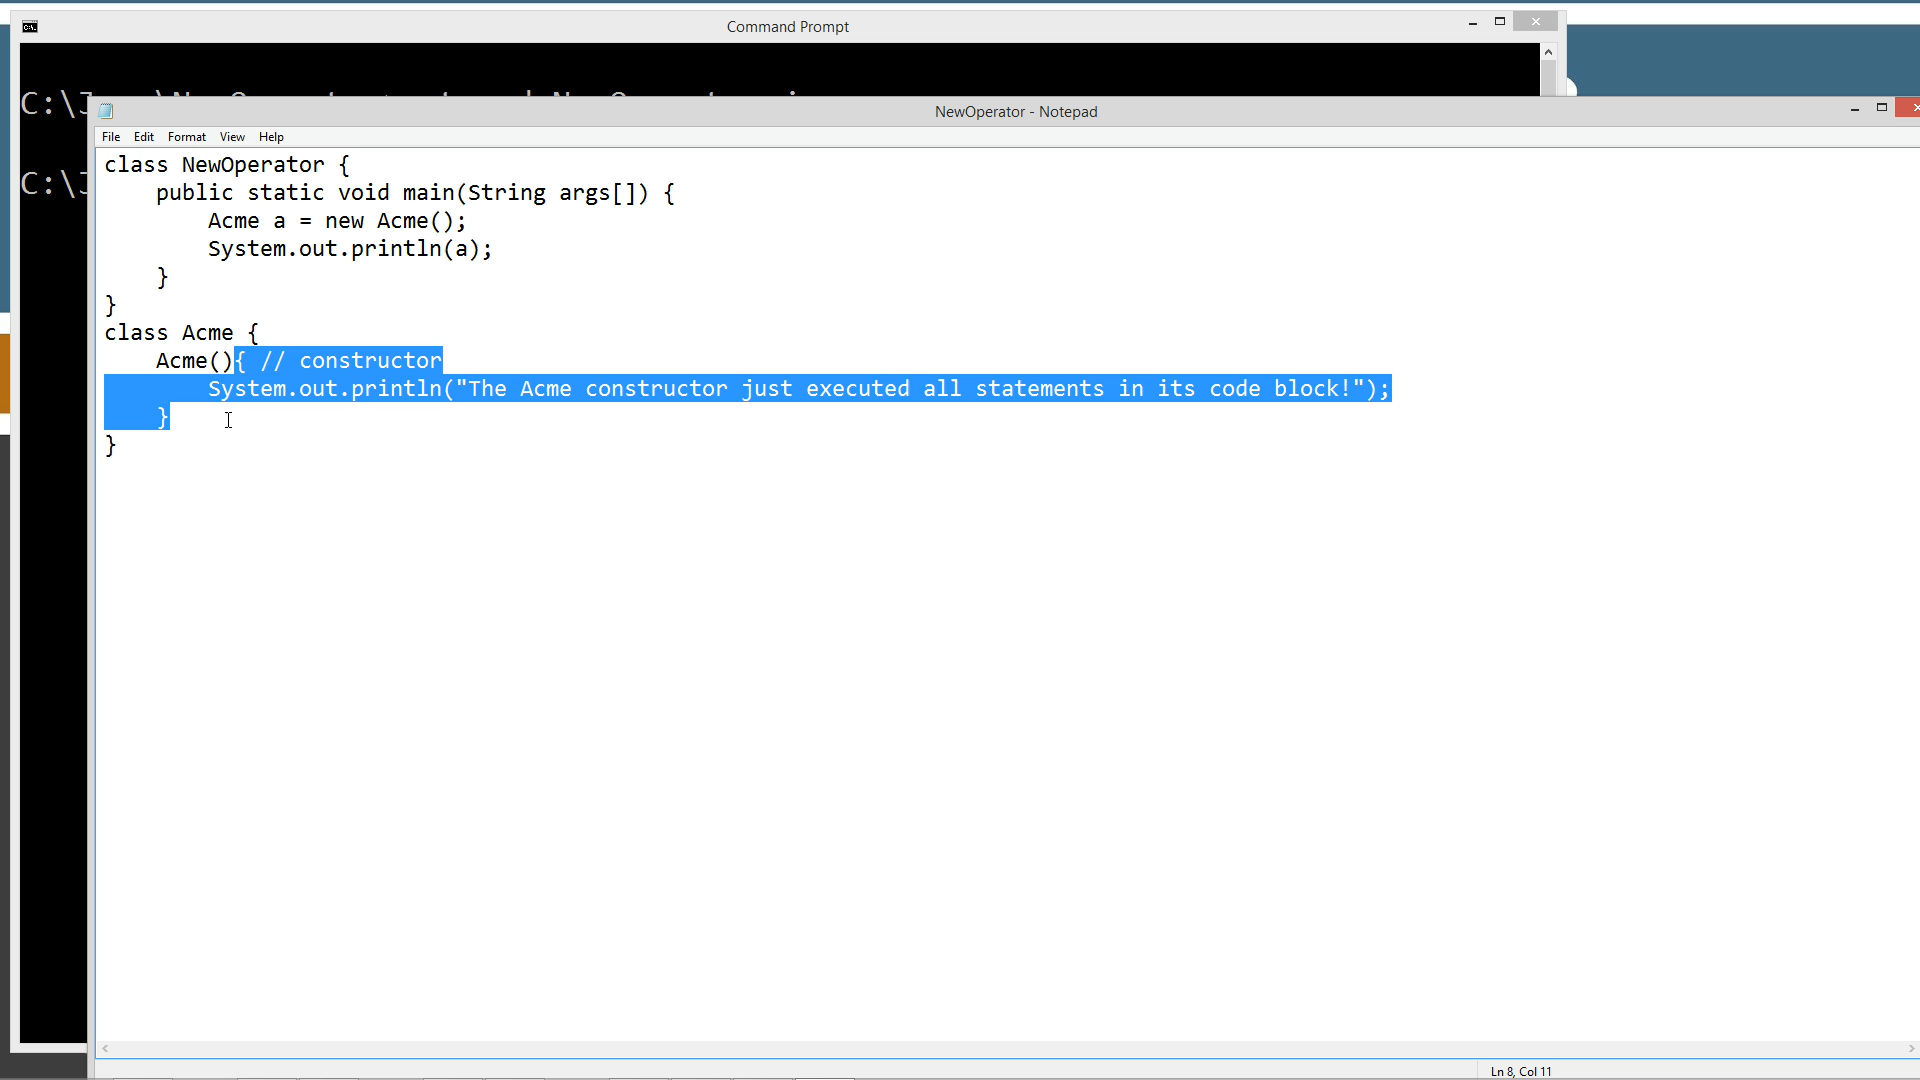 Command Prompt
C:\J
NewOperator - Notepad
File Edit Format View Help
C:\J
class NewOperator {
public static void main(String args[]) {
Acme a = new Acme();
System.out.println(a);
}
}
class Acme {
Acme(){ // constructor
System.out.println("The Acme constructor just executed all statements in its code block!");
}
}
Ln 8, Col 11